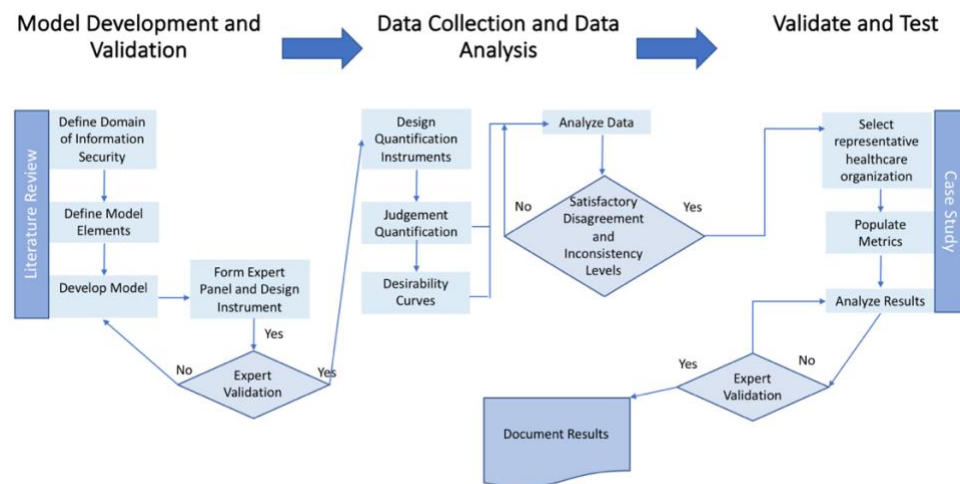 Model Development and
Validation
Data Collection and Data
Analysis
Validate and Test
Literature Review
Define Domain
of Information
Security
Define Model
Elements
Develop Model
Form Expert
Panel and Design
Instrument
Yes
No
Expert
Validation
Yes
Design
Quantification
Instruments
Judgement
Quantification
Desirability
Curves
Analyze Data
No
Satisfactory
Disagreement
and
Inconsistency
Levels
Yes
Select
representative
healthcare
organization
Populate
Metrics
Analyze Results
Case Study
Yes
No
Expert
Validation
Document Results